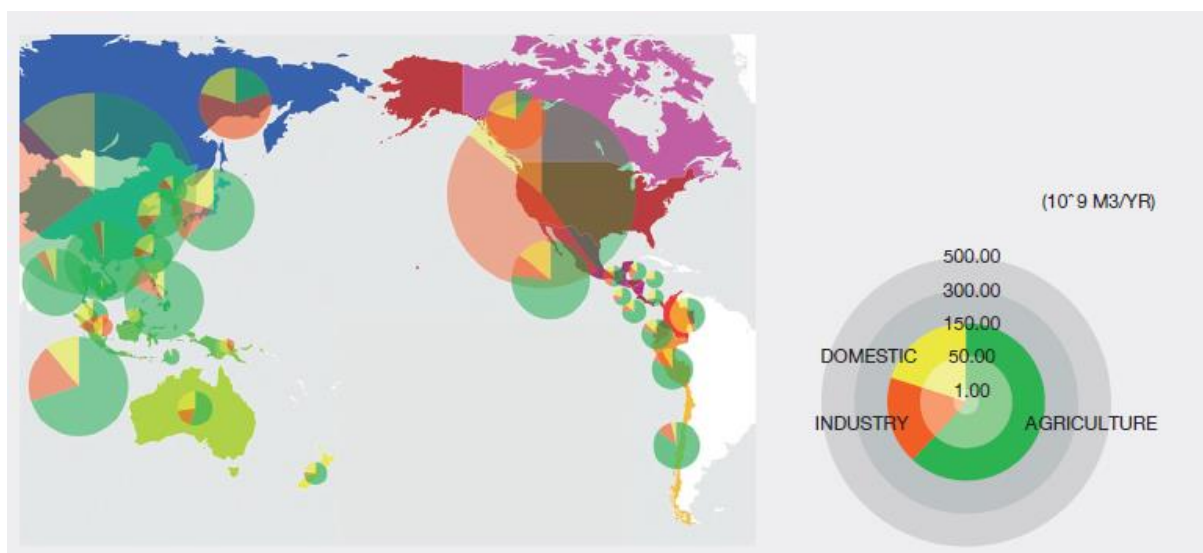 (10^9 M3/YR)
500.00
300.00
150.00
DOMESTIC
50.00
1.00
INDUSTRY
AGRICULTURE